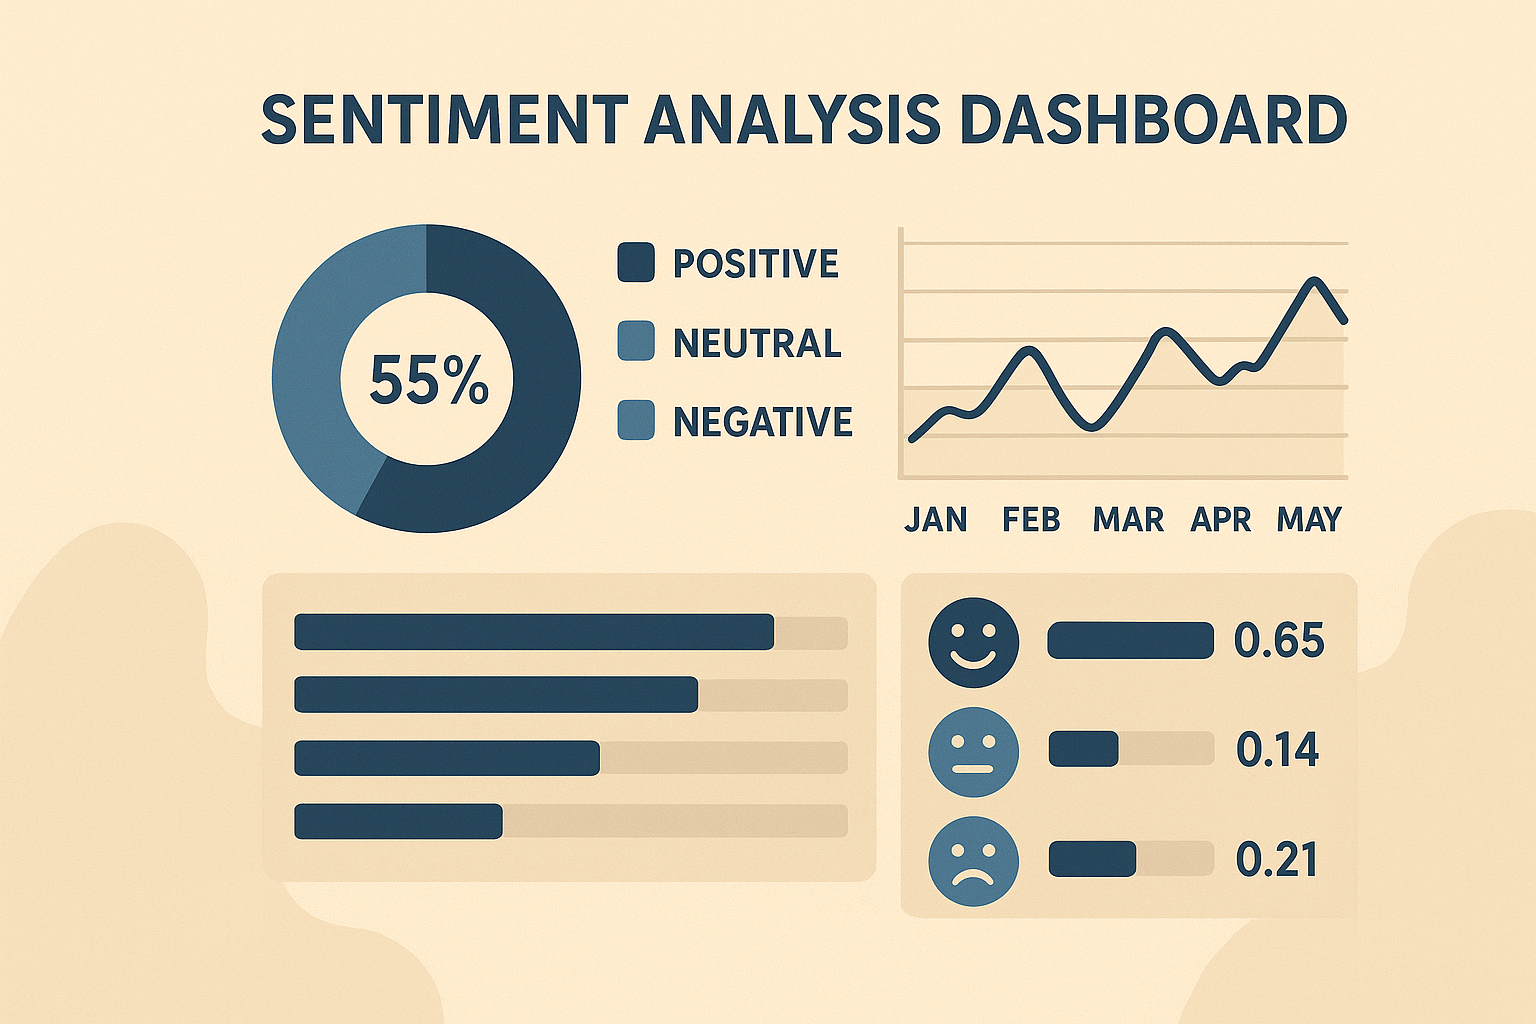 SENTIMENT ANALYSIS DASHBOARD
55%
POSITIVE
NEUTRAL
NEGATIVE
JAN FEB MAR APR MAY
0.65
0.14
0.21